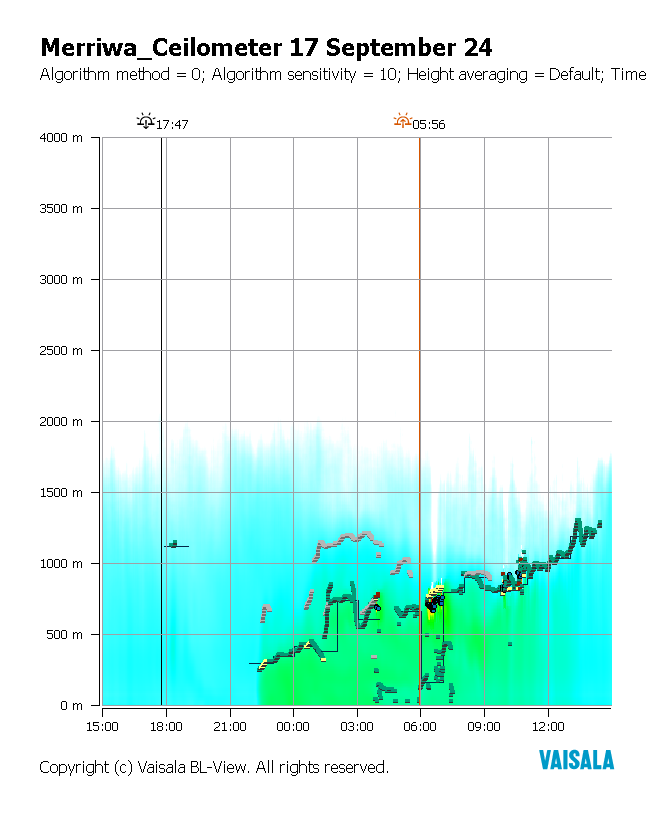 Merriwa_Ceilometer 17 September 24
Algorithm method = 0; Algorithm sensitivity = 10; Height averaging = Default; Time
17:47 05:56
4000 m
3500 m
3000 m
2500 m
2000 m
1500 m
1000 m
500 m
0 m
15:00 18:00 21:00 00:00 03:00 06:00 09:00 12:00
Copyright (c) Vaisala BL-View. All rights reserved.
VAISALA